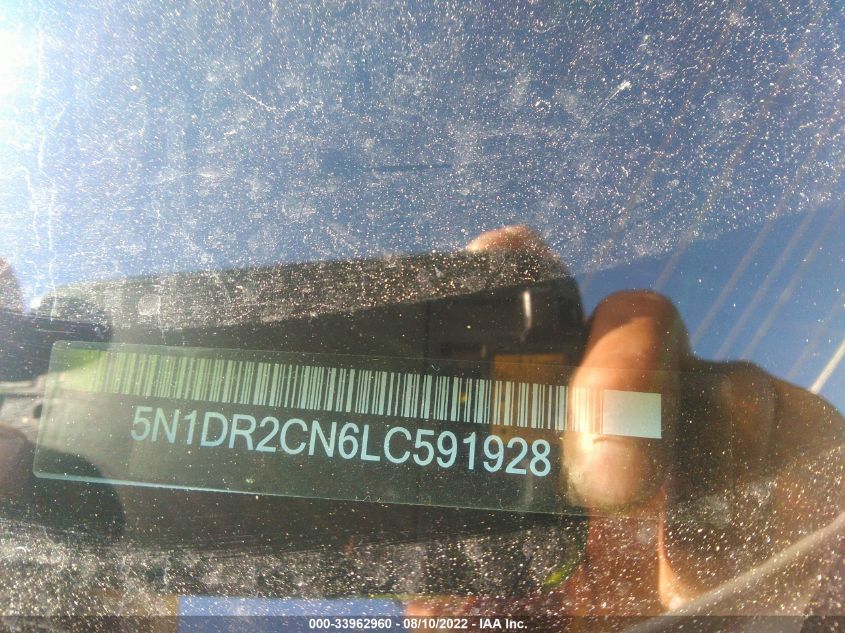 5N1DR2CN6LC591928
000-33962960 - 08/10/2022 - IAA Inc.